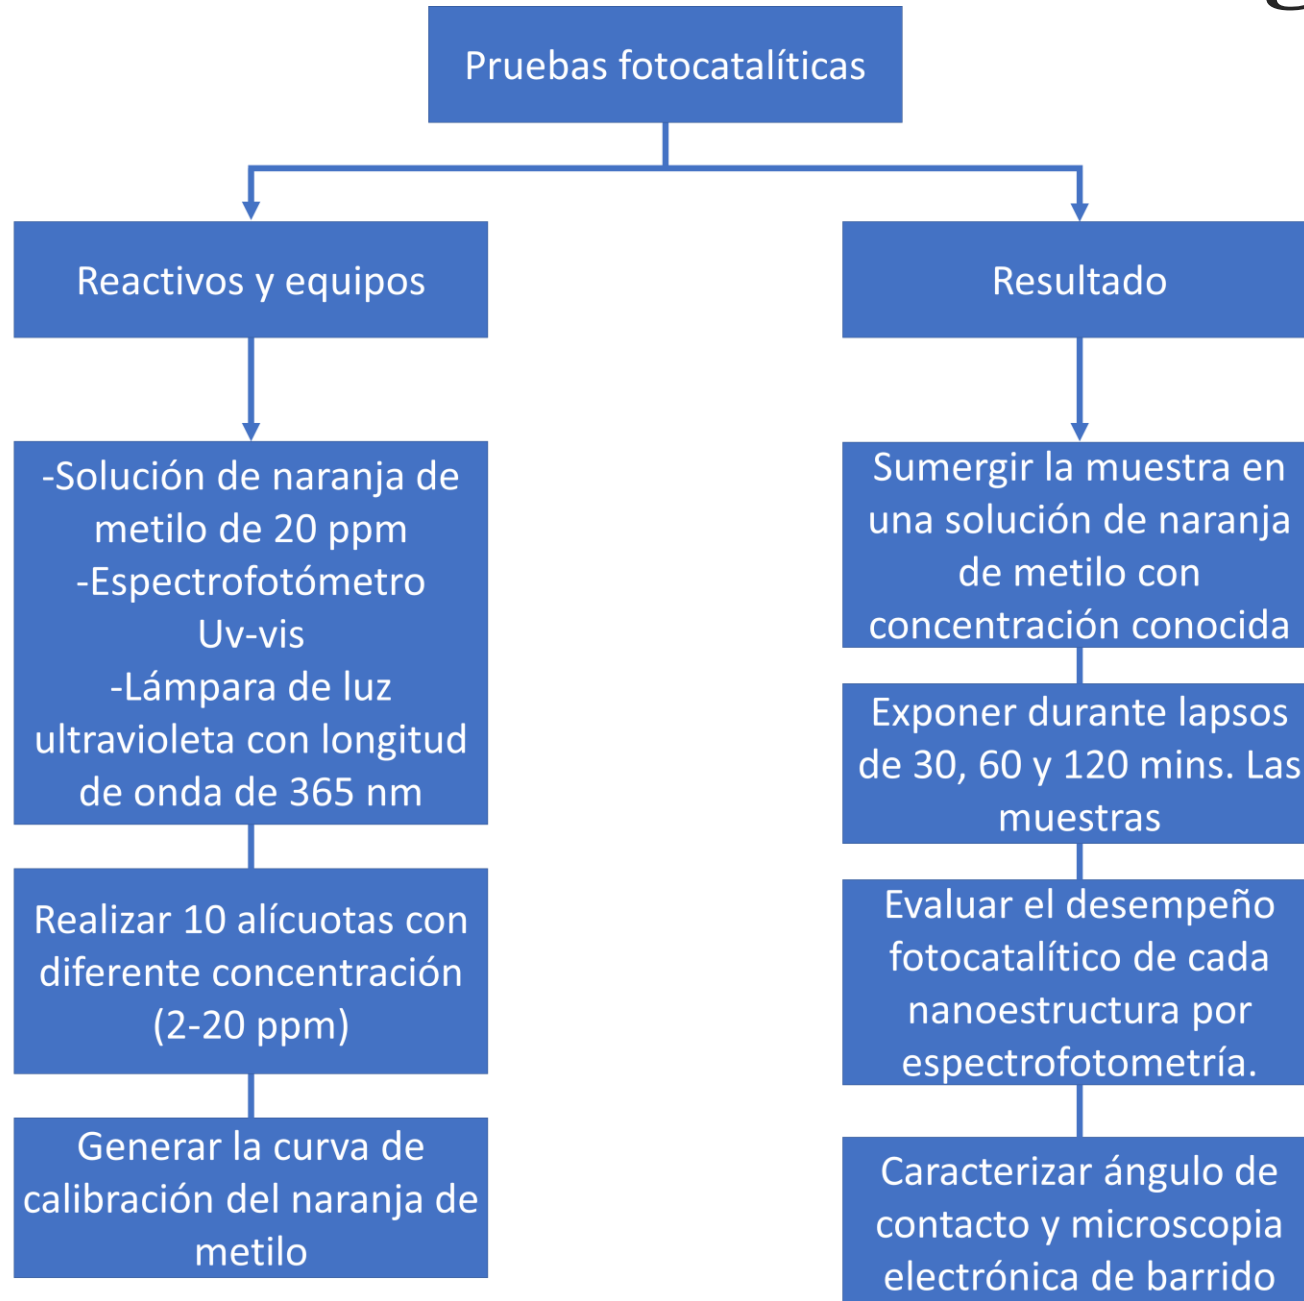 Pruebas fotocatalíticas
Reactivos y equipos
-Solución de naranja de
metilo de 20 ppm
-Espectrofotómetro
Uv-vis
-Lámpara de luz
ultravioleta con longitud
de onda de 365 nm
Realizar 10 alícuotas con
diferente concentración
(2-20 ppm)
Generar la curva de
calibración del naranja de
metilo
Resultado
Sumergir la muestra en
una solución de naranja
de metilo con
concentración conocida
Exponer durante lapsos
de 30, 60 y 120 mins. Las
muestras
Evaluar el desempeño
fotocatalítico de cada
nanoestructura por
espectrofotometría.
Caracterizar ángulo de
contacto y microscopia
electrónica de barrido